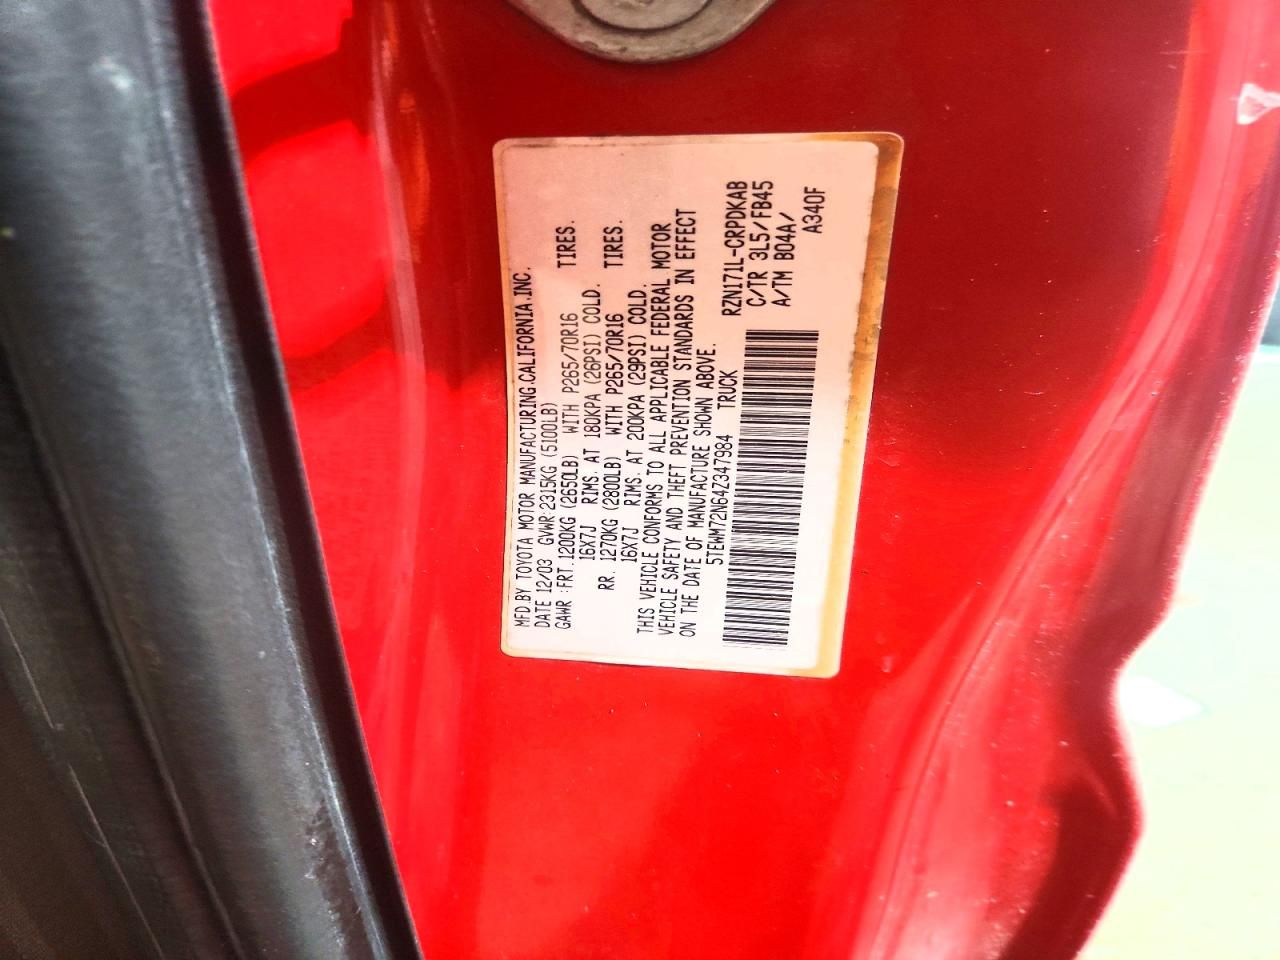 MFD.BY TOYOTA MOTOR MANUFACTURING.CALIFORNIA.INC.
DATE 12/03 GVWR:2315KG (5100LB)
GAWR :FRT.1200KG (2650LB) WITH P265/70R16 TIRES.
16X7J RIMS. AT 180KPA (26PSI) COLD.
RR. 1270KG (2800LB) WITH P265/70R16 TIRES.
16X7J RIMS. AT 200KPA (29PSI) COLD.
THIS VEHICLE CONFORMS TO ALL APPLICABLE FEDERAL MOTOR
VEHICLE SAFETY AND THEFT PREVENTION STANDARDS IN EFFECT
ON THE DATE OF MANUFACTURE SHOWN ABOVE.
5TEWM72N64Z347984 TRUCK
RZN171L-CRPDKAB
C/TR 3L5/FB45
A/TM B04A/
A340F